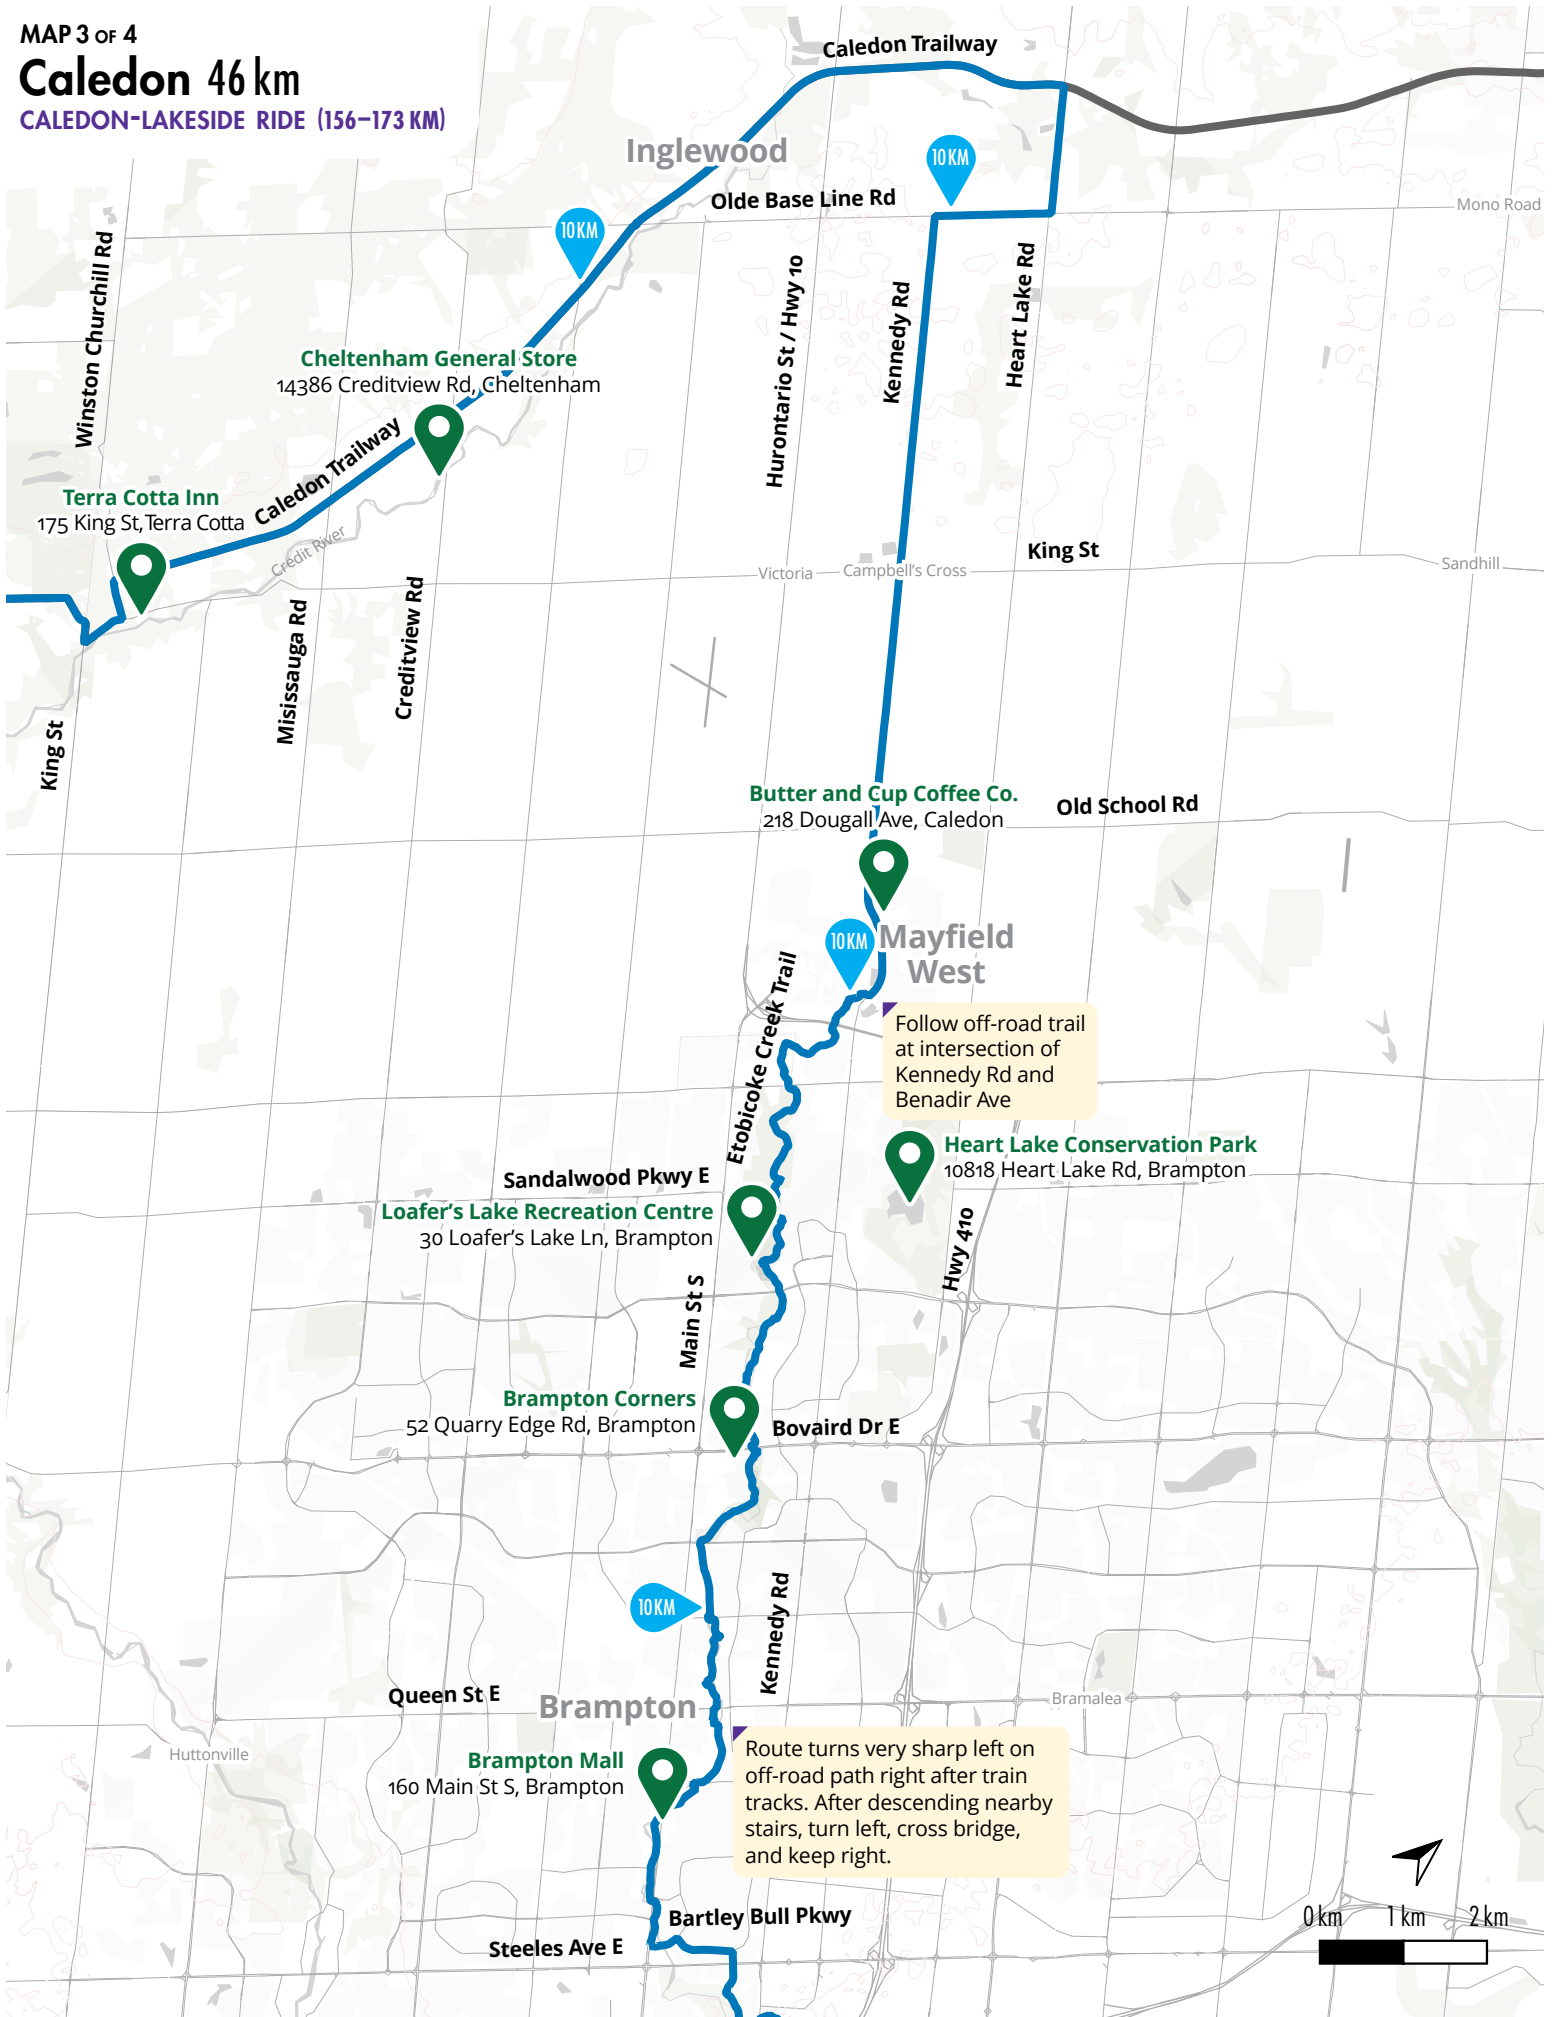 MAP 3 OF 4
Caledon 46 km
CALEDON-LAKESIDE RIDE (156–173 KM)
Caledon Trailway
Inglewood
10 KM
Olde Base Line Rd
Mono Road
10 KM
Winston Churchill Rd
Hurontario St / Hwy 10
Kennedy Rd
Heart Lake Rd
Cheltenham General Store
14386 Creditview Rd, Cheltenham
Caledon Trailway
Terra Cotta Inn
175 King St, Terra Cotta
Credit River
King St
Victoria
Campbell's Cross
Sandhill
Misissauga Rd
Creditview Rd
King St
Butter and Cup Coffee Co.
218 Dougall Ave, Caledon
Old School Rd
10 KM
Mayfield
West
Etobicoke Creek Trail
Follow off-road trail
at intersection of
Kennedy Rd and
Benadir Ave
Heart Lake Conservation Park
10818 Heart Lake Rd, Brampton
Sandalwood Pkwy E
Loafer's Lake Recreation Centre
30 Loafer's Lake Ln, Brampton
Hwy 410
Main St S
Brampton Corners
52 Quarry Edge Rd, Brampton
Bovaird Dr E
10 KM
Kennedy Rd
Queen St E
Brampton
Bramalea
Huttonville
Brampton Mall
160 Main St S, Brampton
Route turns very sharp left on
off-road path right after train
tracks. After descending nearby
stairs, turn left, cross bridge,
and keep right.
Bartley Bull Pkwy
Steeles Ave E
0 km 1 km 2 km